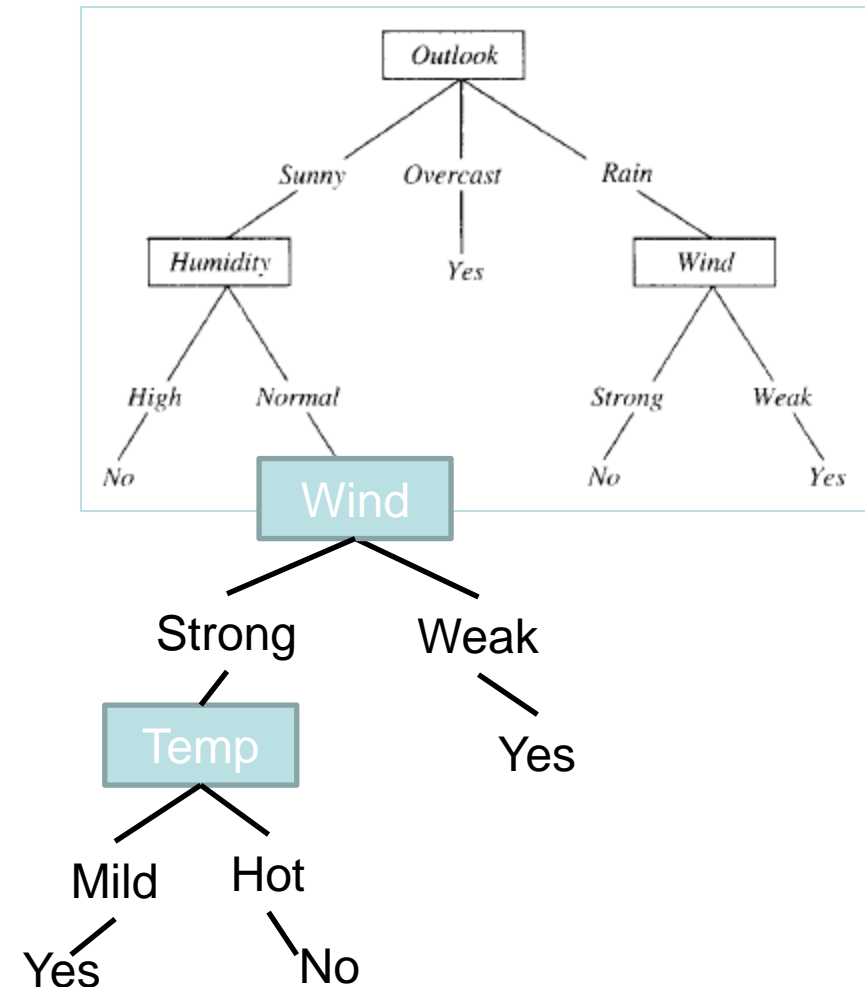 Outlook
Sunny Overcast Rain
Humidity Yes Wind
High Normal Strong Weak
No Wind No Yes
Strong Weak
Temp Yes
Mild Hot
Yes No